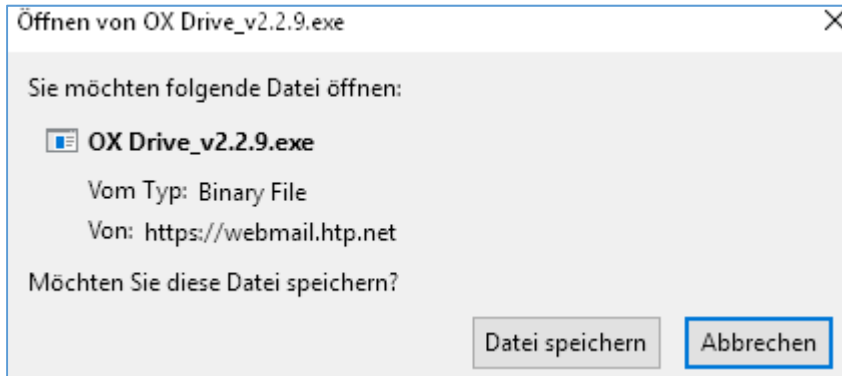 Öffnen von OX Drive_v2.2.9.exe
Sie möchten folgende Datei öffnen:
OX Drive_v2.2.9.exe
Vom Typ: Binary File
Von: https://webmail.htp.net
Möchten Sie diese Datei speichern?
Datei speichern Abbrechen